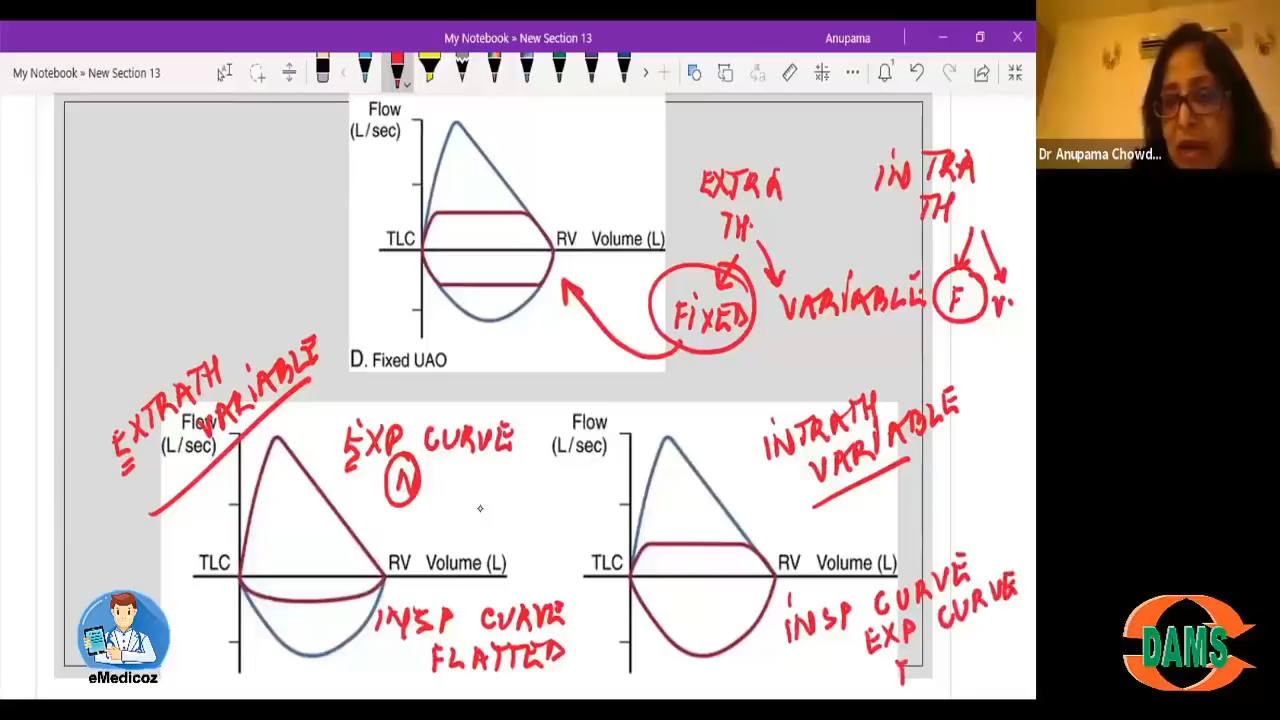 My Notebook » New Section 13
Anupama
My Notebook » New Section 13
Dr Anupama Chowd...
Flow
(L/sec)
TLC
RV Volume (L)
D. Fixed UAO
EXTRA
TH.
INTRA
TH
FIXED
VARIABLE
F
V.
EXTRATH
VARIABLE
Flow
(L/sec)
EXP CURVE
N
TLC
RV Volume (L)
INSP CURVE
FLATTED
Flow
(L/sec)
INTRATH
VARIABLE
TLC
RV Volume (L)
INSP CURVE
EXP CURVE
eMedicoz
DAMS